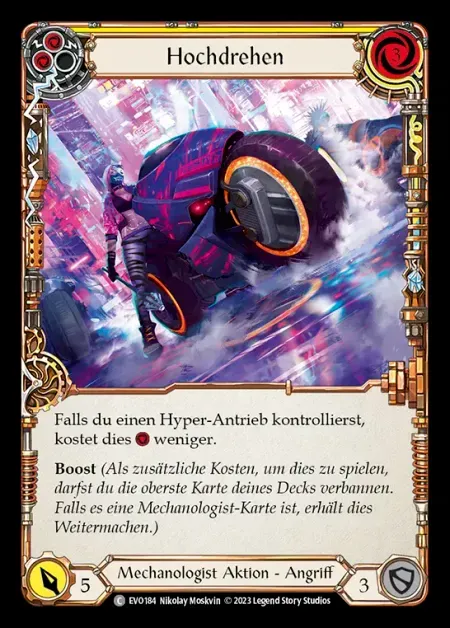 Hochdrehen
3
Falls du einen Hyper-Antrieb kontrollierst,
kostet dies weniger.
Boost (Als zusätzliche Kosten, um dies zu spielen,
darfst du die oberste Karte deines Decks verbannen.
Falls es eine Mechanologist-Karte ist, erhält dies
Weitermachen.)
5
Mechanologist Aktion - Angriff
3
C EVO184 Nikolay Moskvin © 2023 Legend Story Studios